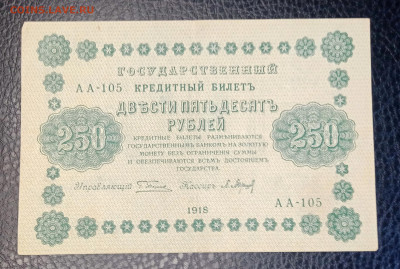 ГОСУДАРСТВЕННЫЙ
АА-105 КРЕДИТНЫЙ БИЛЕТЪ
ДВѢСТИ ПЯТЬДЕСЯТЪ
РУБЛЕЙ
250 250
КРЕДИТНЫЕ БИЛЕТЫ РАЗМѢНИВАЮТСЯ
ГОСУДАРСТВЕННЫМЪ БАНКОМЪ НА ЗОЛОТУЮ
МОНЕТУ БЕЗЪ ОГРАНИЧЕНІЯ СУММЫ
И ОБЕЗПЕЧИВАЮТСЯ ВСѢМЪ ДОСТОЯНІЕМЪ
ГОСУДАРСТВА.
Управляющій Кассиръ
АА-105
1918